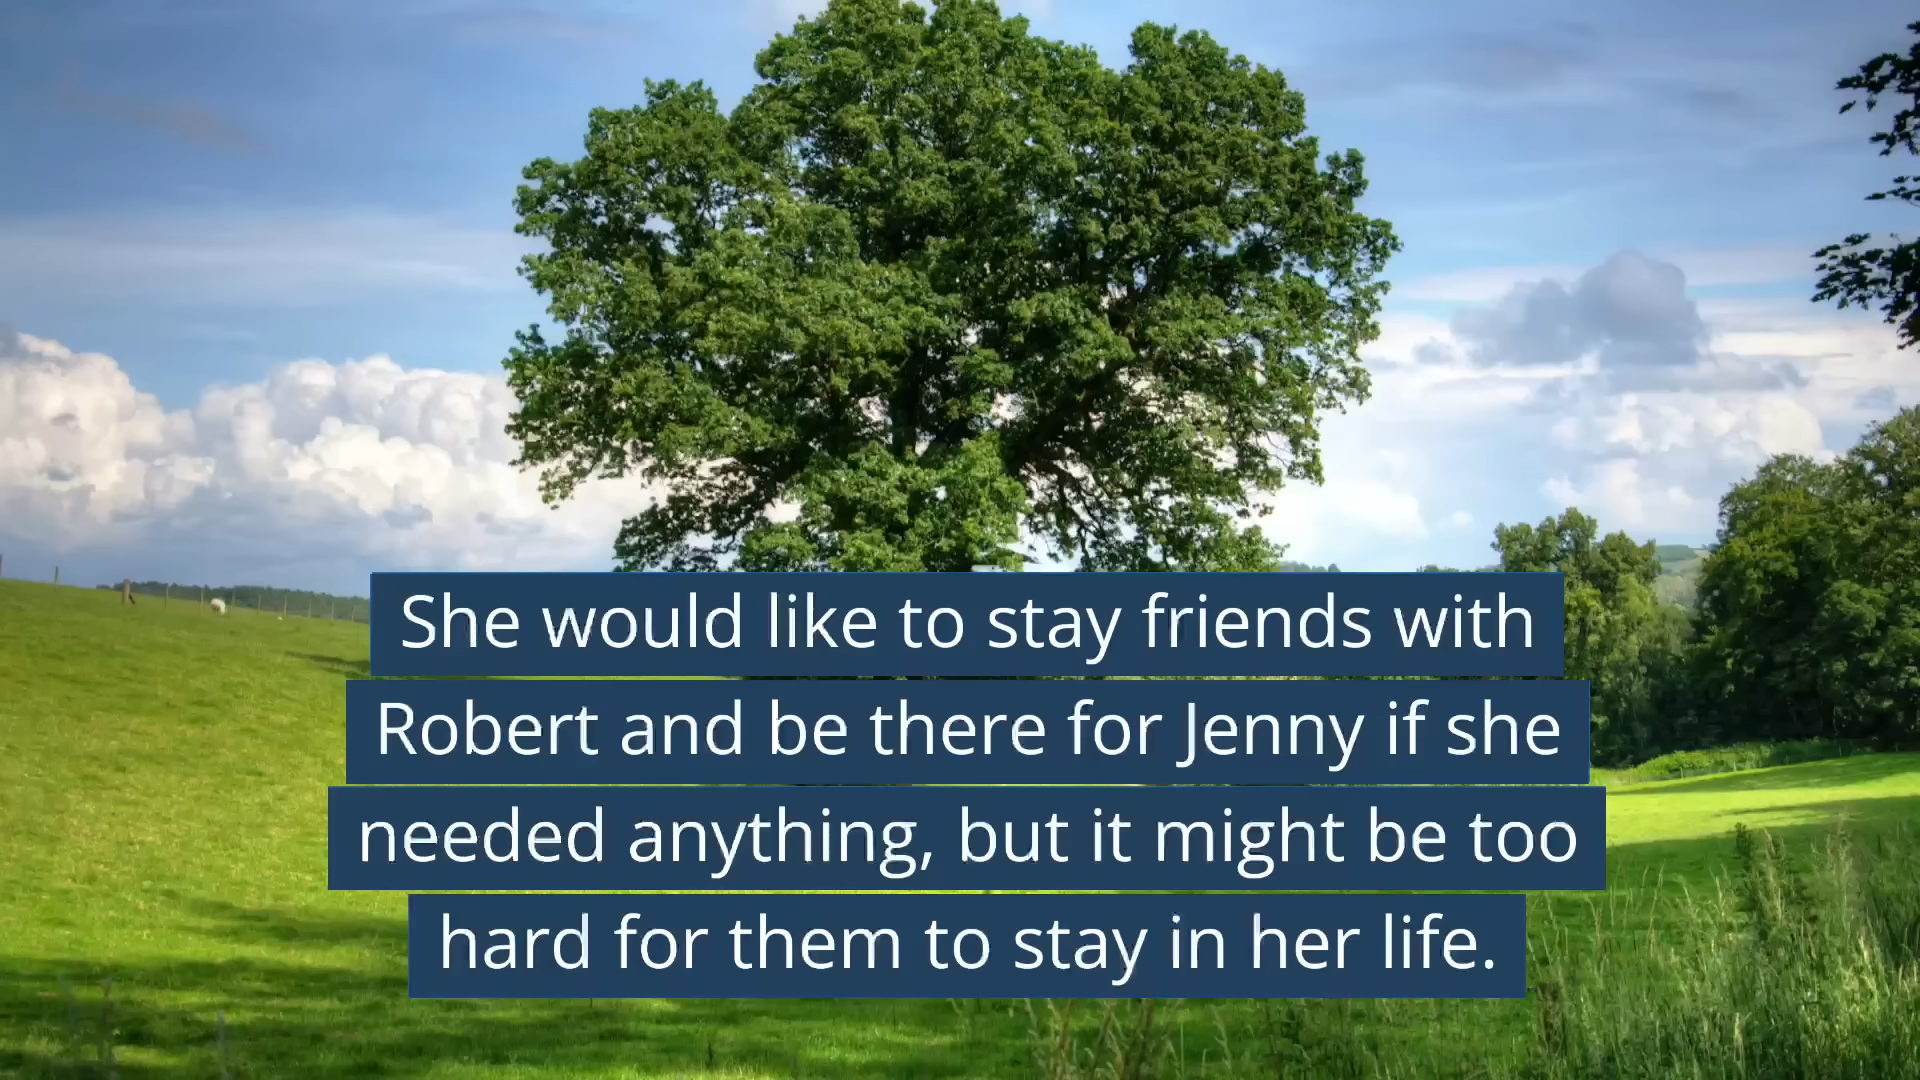 She would like to stay friends with
Robert and be there for Jenny if she
needed anything, but it might be too
hard for them to stay in her life.